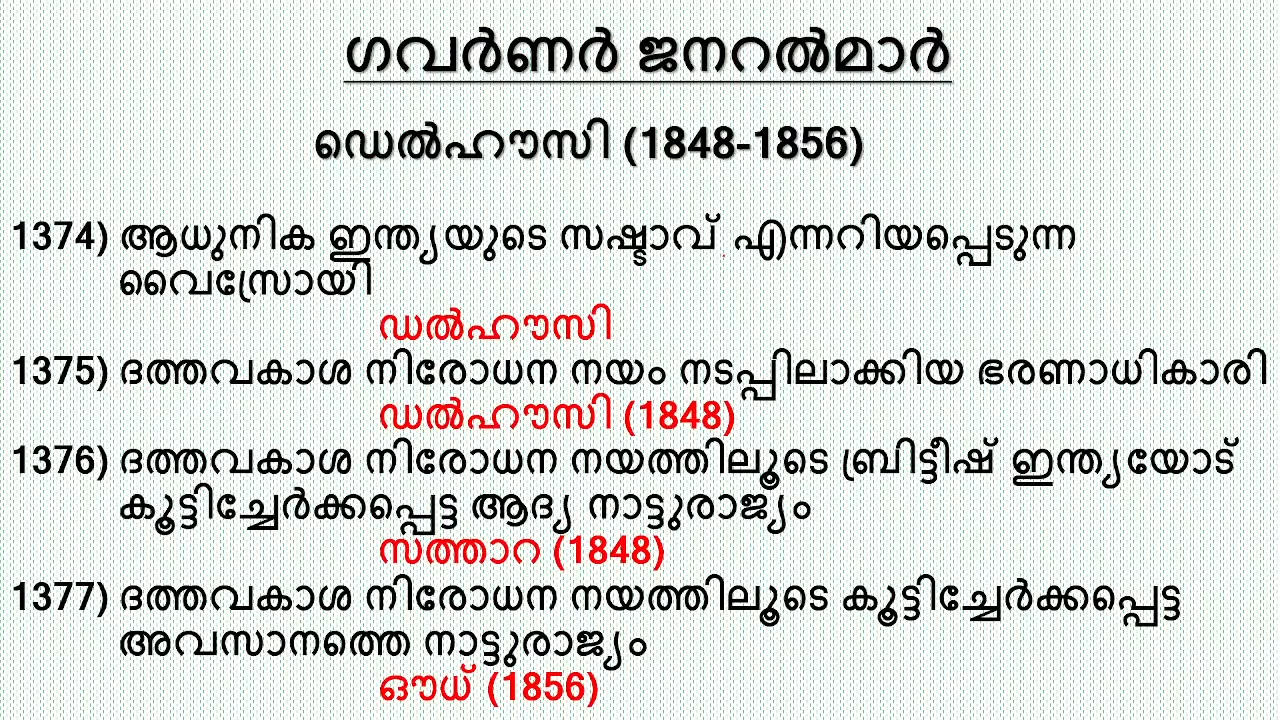 ഗവർണർ ജനറൽമാർ
ഡെൽഹൗസി (1848-1856)
1374) ആധുനിക ഇന്ത്യയുടെ സഷ്ടാവ് എന്നറിയപ്പെടുന്ന
വൈസ്രോയി
ഡൽഹൗസി
1375) ദത്തവകാശ നിരോധന നയം നടപ്പിലാക്കിയ ഭരണാധികാരി
ഡൽഹൗസി (1848)
1376) ദത്തവകാശ നിരോധന നയത്തിലൂടെ ബ്രിട്ടീഷ് ഇന്ത്യയോട്
കൂട്ടിച്ചേർക്കപ്പെട്ട ആദ്യ നാട്ടുരാജ്യം
സത്താറ (1848)
1377) ദത്തവകാശ നിരോധന നയത്തിലൂടെ കൂട്ടിച്ചേർക്കപ്പെട്ട
അവസാനത്തെ നാട്ടുരാജ്യം
ഔധ് (1856)